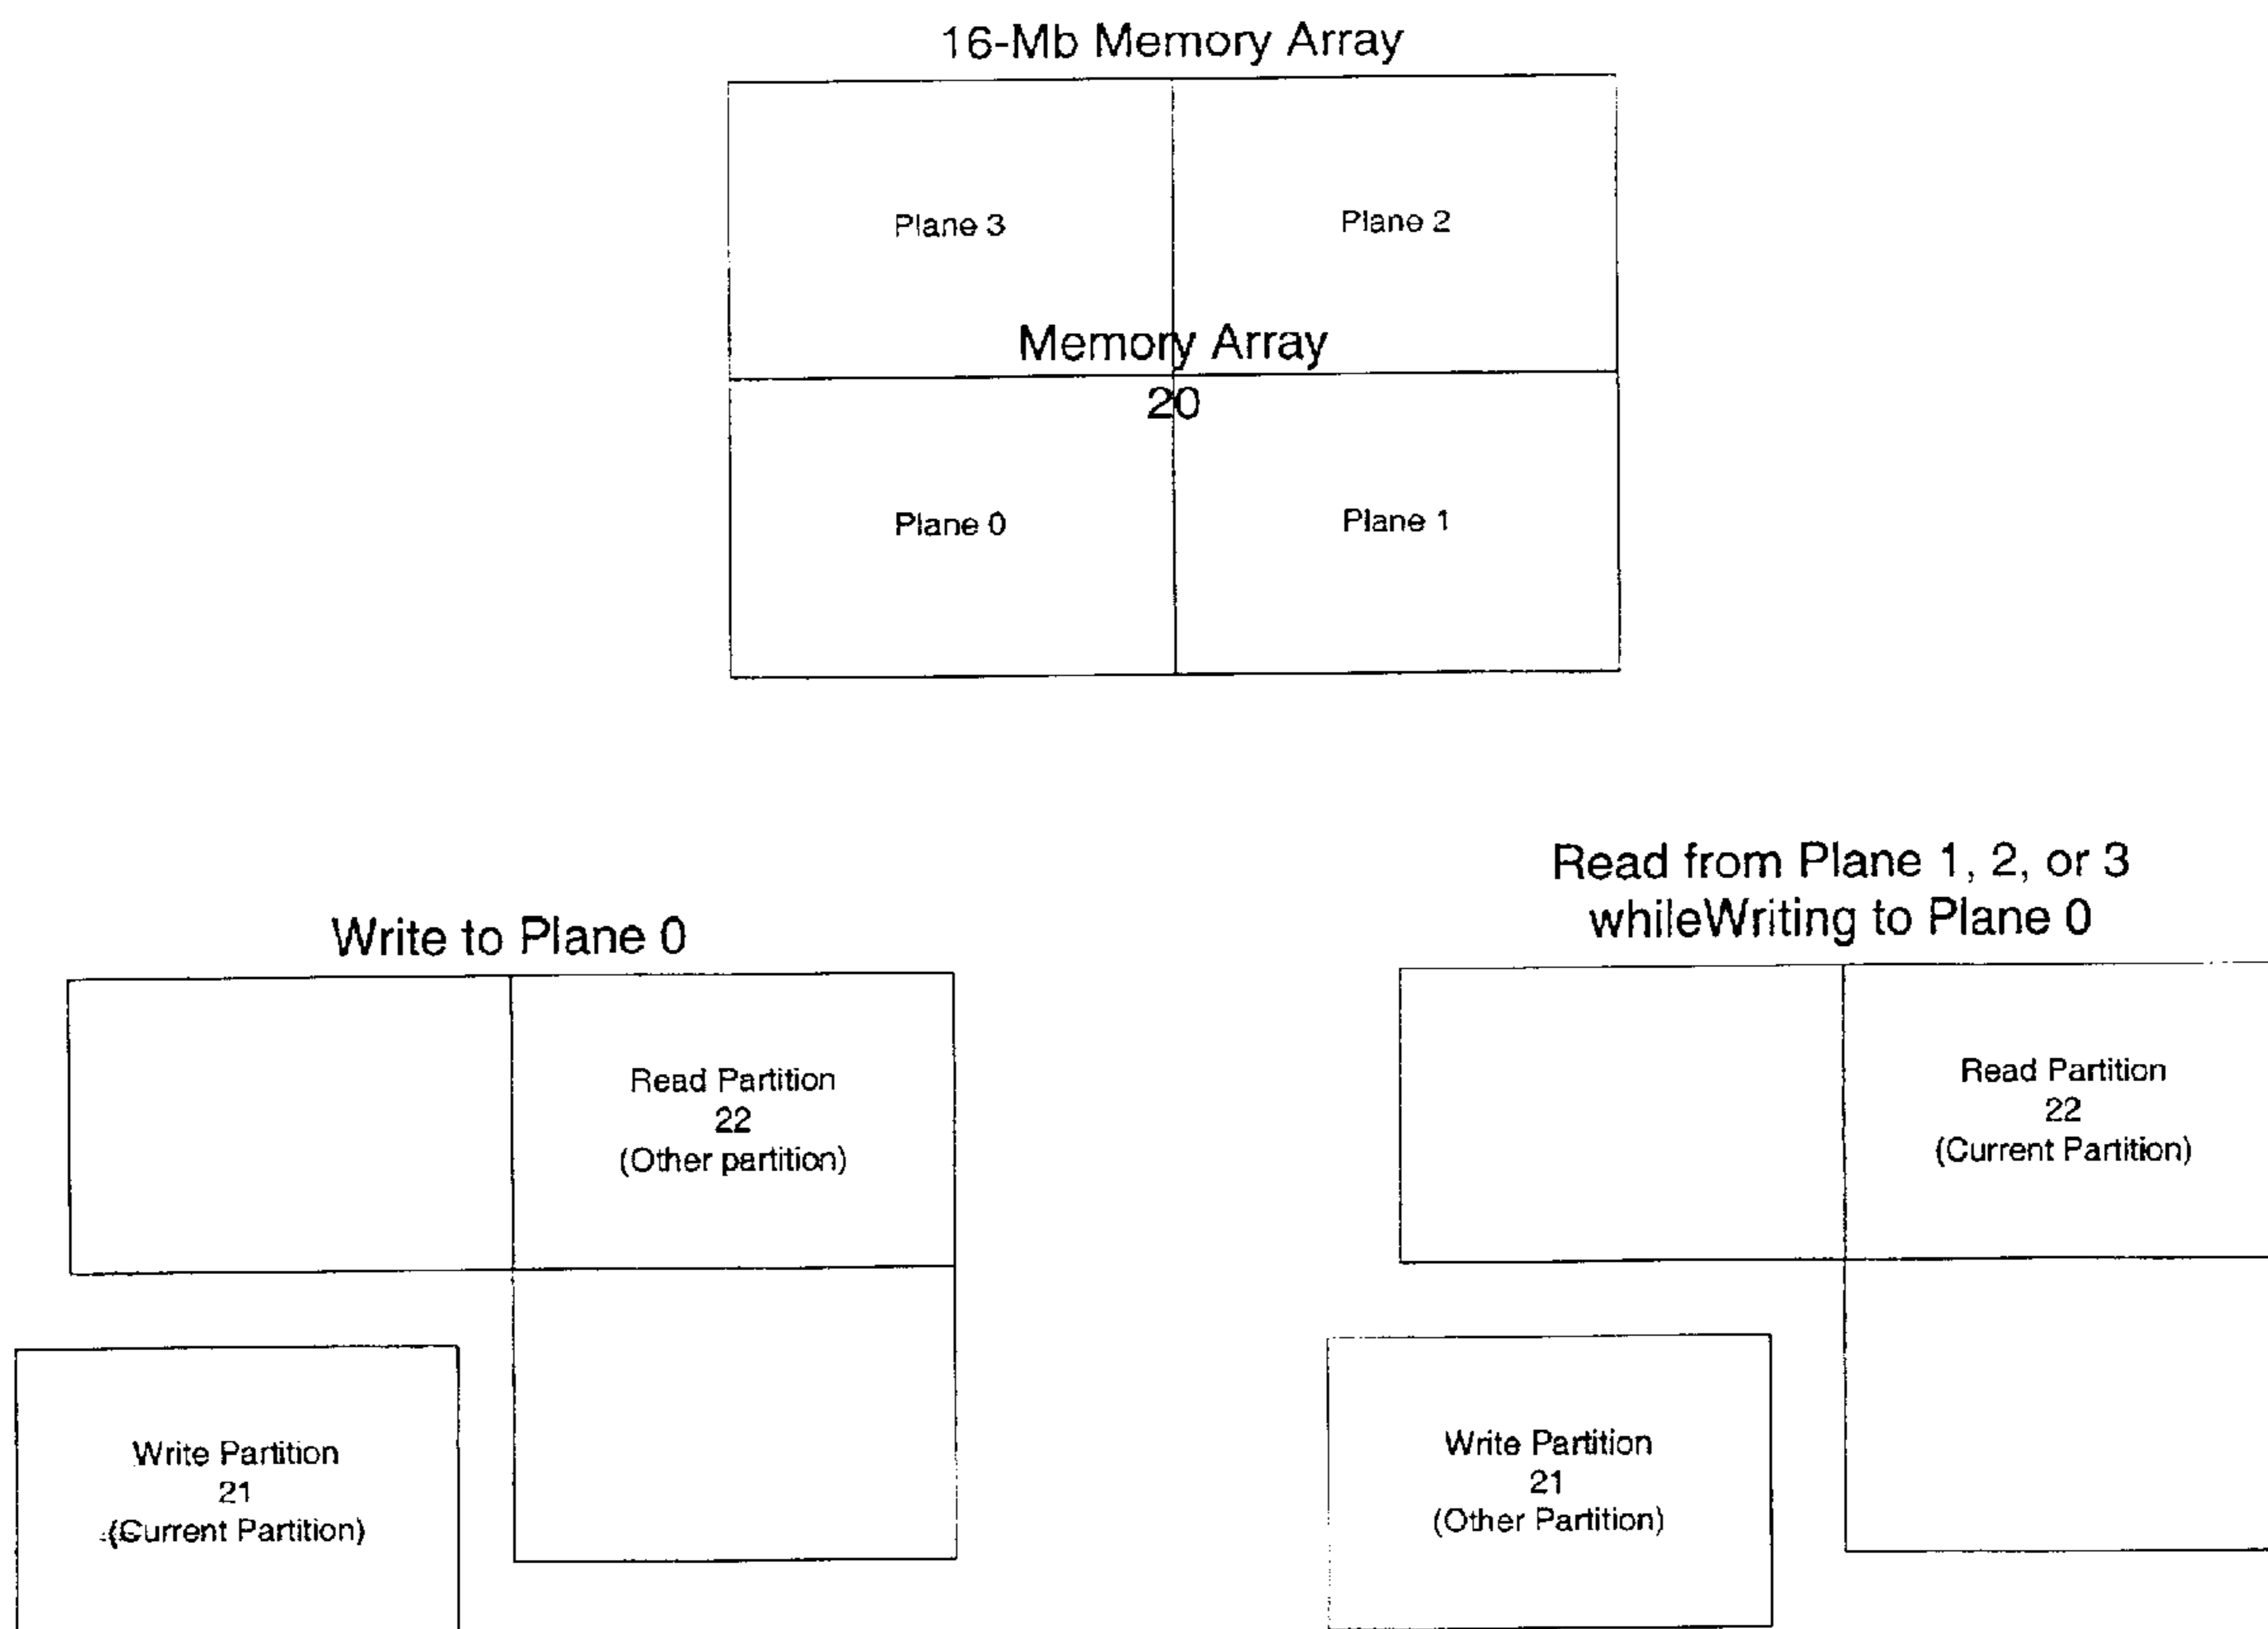 16-Mb Memory Array
Plane 3
Plane 2
Memory Array
20
Plane 0
Plane 1
Write to Plane 0
Read Partition
22
(Other partition)
Write Partition
21
(Current Partition)
Read from Plane 1, 2, or 3
whileWriting to Plane 0
Read Partition
22
(Current Partition)
Write Partition
21
(Other Partition)